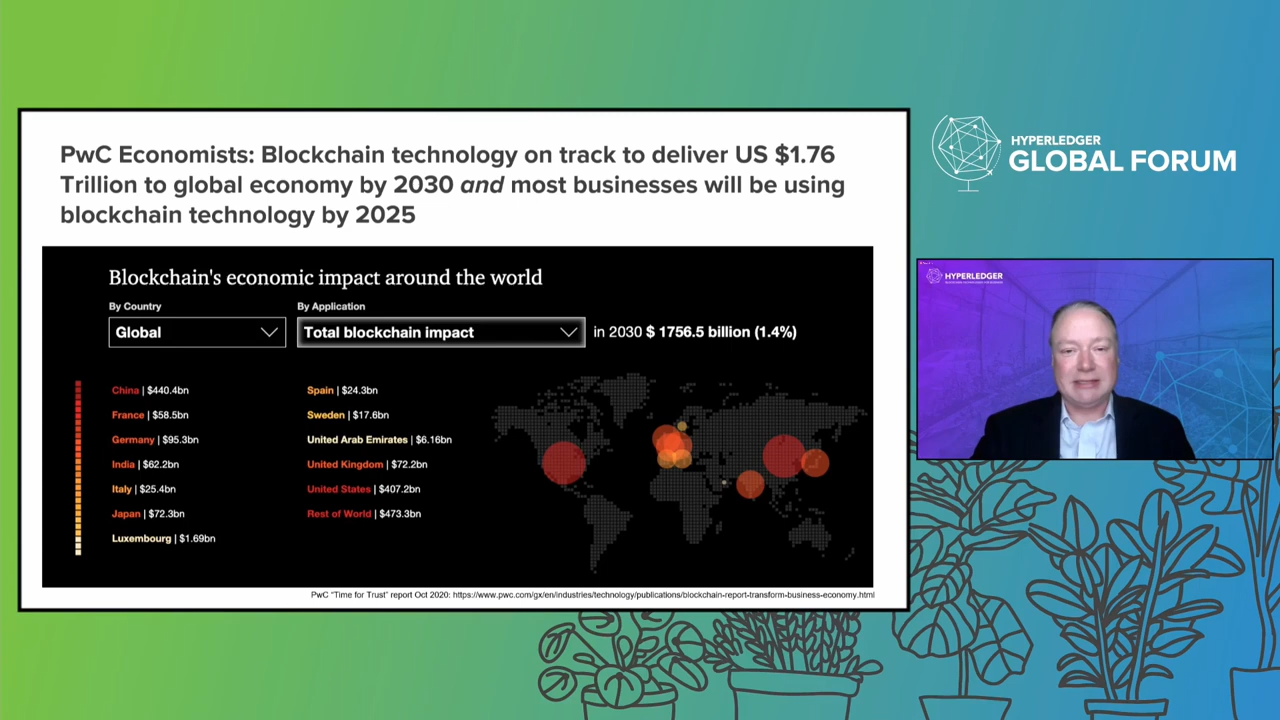 PwC Economists: Blockchain technology on track to deliver US $1.76
Trillion to global economy by 2030 and most businesses will be using
blockchain technology by 2025
Blockchain's economic impact around the world
By Country
By Application
Global
Total blockchain impact
in 2030 $ 1756.5 billion (1.4%)
China | $440.4bn
France | $58.5bn
Germany | $95.3bn
India | $62.2bn
Italy | $25.4bn
Japan | $72.3bn
Luxembourg | $1.69bn
Spain | $24.3bn
Sweden | $17.6bn
United Arab Emirates | $6.16bn
United Kingdom | $72.2bn
United States | $407.2bn
Rest of World | $473.3bn
PwC "Time for Trust" report Oct 2020: https://www.pwc.com/gx/en/industries/technology/publications/blockchain-report-transform-business-economy.html
HYPERLEDGER
GLOBAL FORUM
HYPERLEDGER